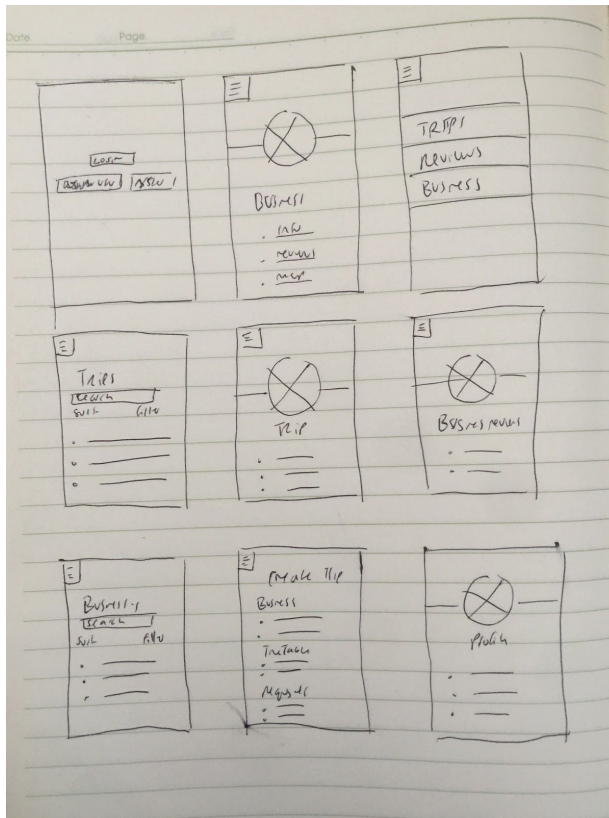 Date
Page
Login
Business
info
reviews
map
TRIPS
Reviews
Business
Trips
Search
Sort
Filter
Trip
Business reviews
Search
Sort
Filter
Create Trip
Business
Requests
Profile